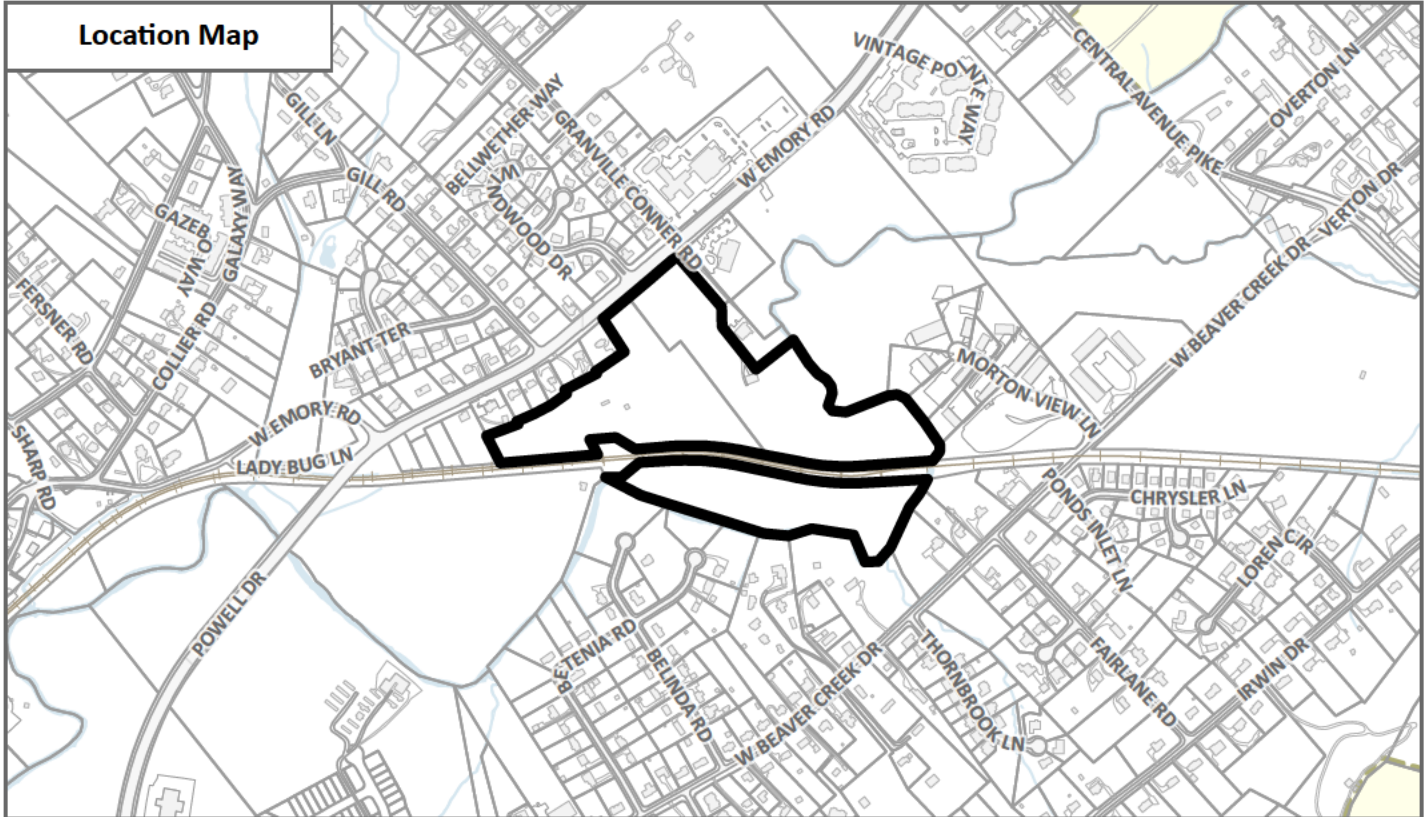 Location Map
VINTAGE POINTE WAY
CENTRAL AVENUE PIKE
OVERTON LN
GILL LN
BELLWETHER WAY
GRANVILLE CONNER RD
W EMORY RD
GILL RD
WINDWOOD DR
GALAXY WAY
GAZEBO WAY
W BEAVER CREEK DR
VERTON DR
FERSNER RD
COLLIER RD
BRYANT TER
MORTON VIEW LN
W EMORY RD
SHARP RD
LADY BUG LN
CHRYSLER LN
PONDS INLET LN
LOREN CIR
POWELL DR
BETENIA RD
BELINDA RD
W BEAVER CREEK DR
THORNBROOK LN
FAIRLANE RD
IRWIN DR